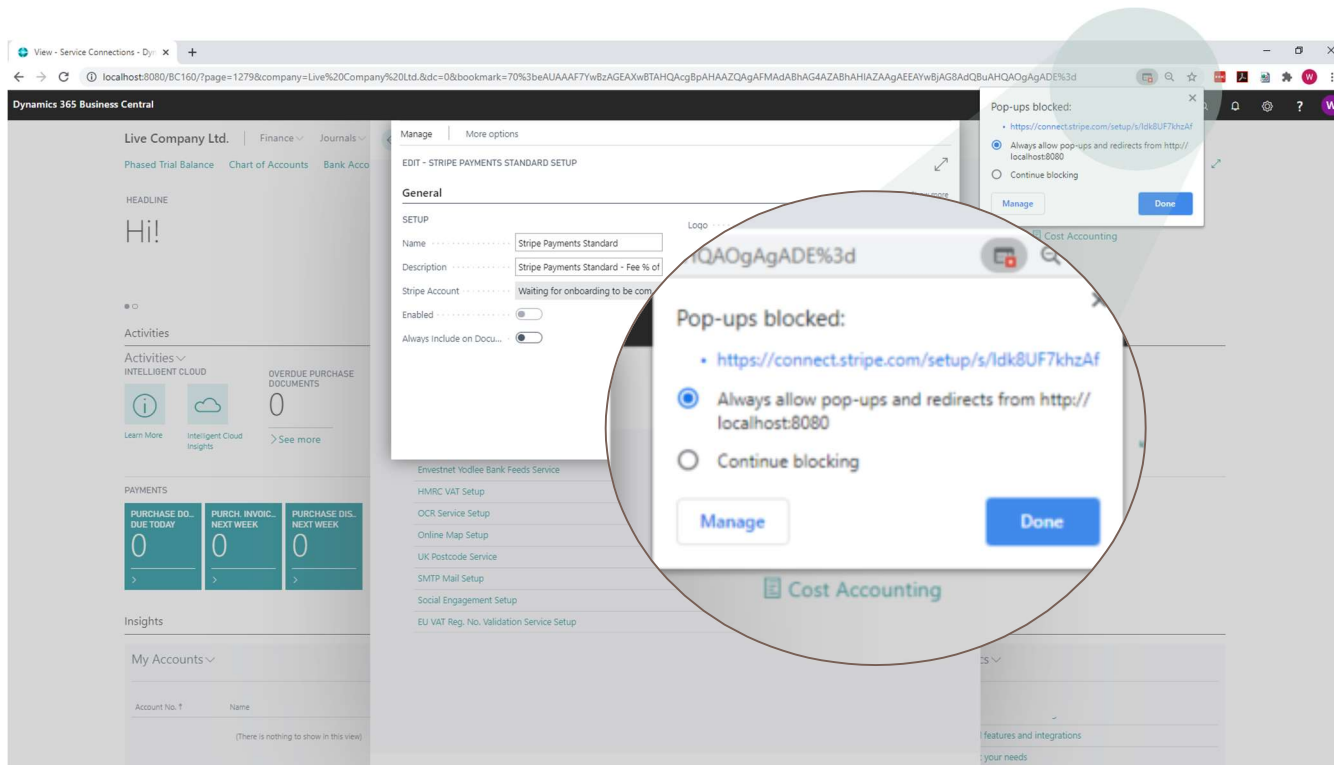 View - Service Connections - Dyn
localhost:8080/BC160/?page=1279&company=Live%20Company%20Ltd.&dc=0&bookmark=70%3beAUAAAF7YwBzAGEAXwBTAHQAcgBpAHAAZQAgAFMAdABhAG4AZABhAHIAZAAgAEEAYwBjAG8AdQBuAHQAOgAgADE%3d
W
Dynamics 365 Business Central
?
W
Live Company Ltd.
Finance
Journals
Phased Trial Balance
Chart of Accounts
Bank Acco
HEADLINE
Hi!
Activities
Activities
INTELLIGENT CLOUD
Learn More
Intelligent Cloud
Insights
OVERDUE PURCHASE
DOCUMENTS
0
See more
PAYMENTS
PURCHASE DO...
DUE TODAY
0
PURCH. INVOIC...
NEXT WEEK
0
PURCHASE DIS...
NEXT WEEK
0
Insights
My Accounts
Account No. ↑
Name
(There is nothing to show in this view)
Manage
More options
EDIT - STRIPE PAYMENTS STANDARD SETUP
General
SETUP
Name
Stripe Payments Standard
Description
Stripe Payments Standard - Fee % of
Stripe Account
Waiting for onboarding to be com
Enabled
Always Include on Docu...
Logo
more
Envestnet Yodlee Bank Feeds Service
HMRC VAT Setup
OCR Service Setup
Online Map Setup
UK Postcode Service
SMTP Mail Setup
Social Engagement Setup
EU VAT Reg. No. Validation Service Setup
Pop-ups blocked:
https://connect.stripe.com/setup/s/Idk8UF7khzAf
Always allow pop-ups and redirects from http://
localhost:8080
Continue blocking
Manage
Done
Cost Accounting
QAOgAgADE%3d
Pop-ups blocked:
https://connect.stripe.com/setup/s/Idk8UF7khzAf
Always allow pop-ups and redirects from http://
localhost:8080
Continue blocking
Manage
Done
Cost Accounting
features and integrations
your needs